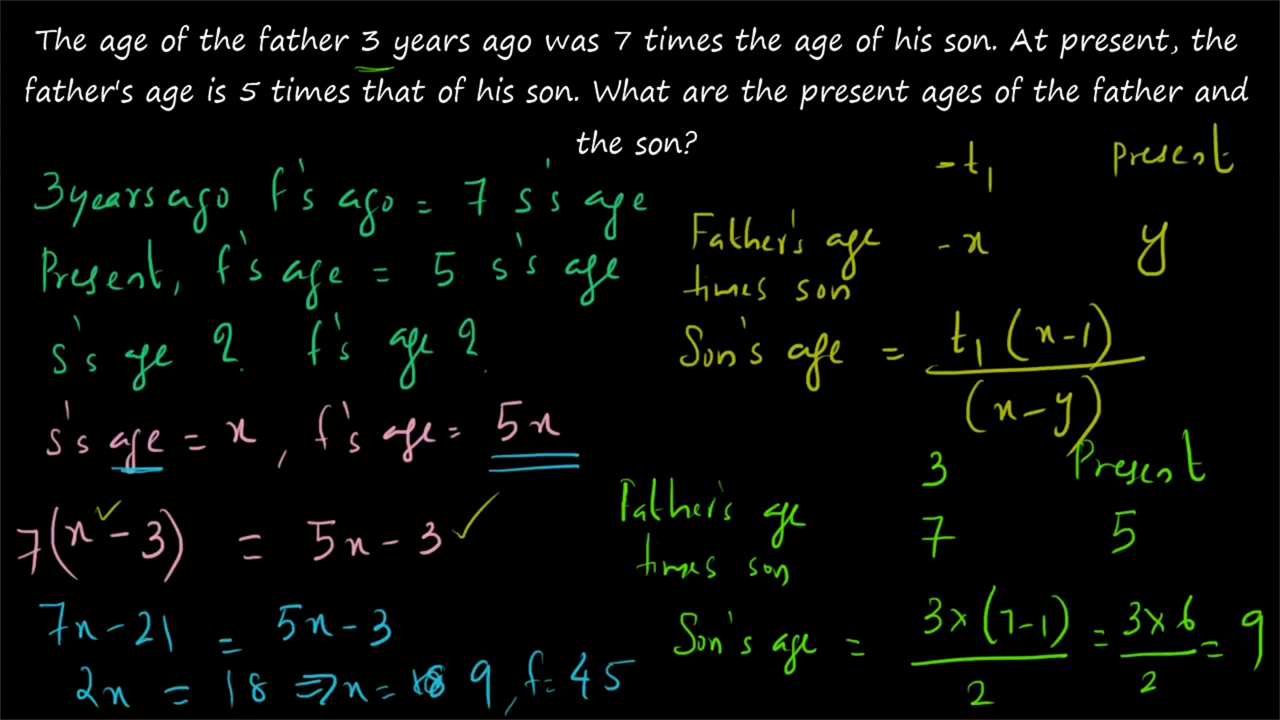 The age of the father 3 years ago was 7 times the age of his son. At present, the
father's age is 5 times that of his son. What are the present ages of the father and
the son?
3 years ago f's ago = 7 s's age
Present, f's age = 5 s's age
s's age ? f's age ?
s's age = x, f's age = 5x
7(x - 3) = 5x - 3
7x - 21 = 5x - 3
2x = 18 => x = 9, f = 45
- t₁ Present
Father's age - x y
times son
Son's age = t₁ (x - 1)
(x - y)
3 Present
Father's age 7 5
times son
Son's age = 3 x (7 - 1) = 3 x 6 = 9
2 2